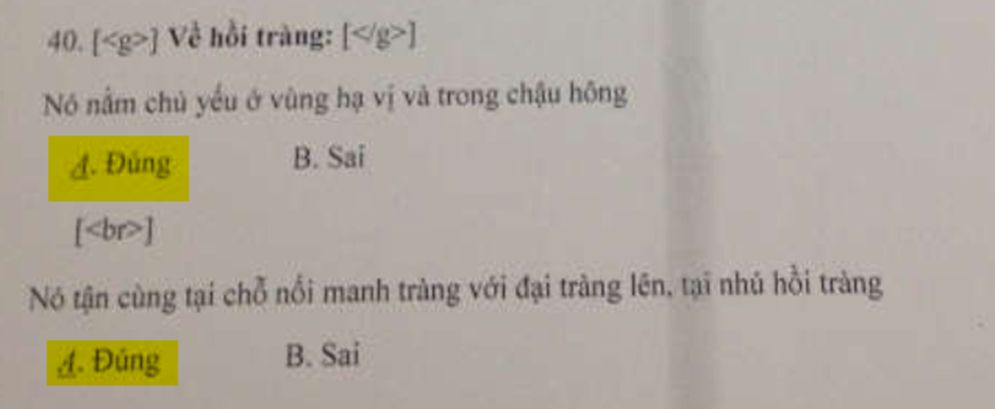 40. [<g>] Về hồi tràng: [</g>]
Nó nằm chủ yếu ở vùng hạ vị và trong chậu hông
A. Đúng B. Sai
[<br>]
Nó tận cùng tại chỗ nối manh tràng với đại tràng lên, tại nhú hồi tràng
A. Đúng B. Sai